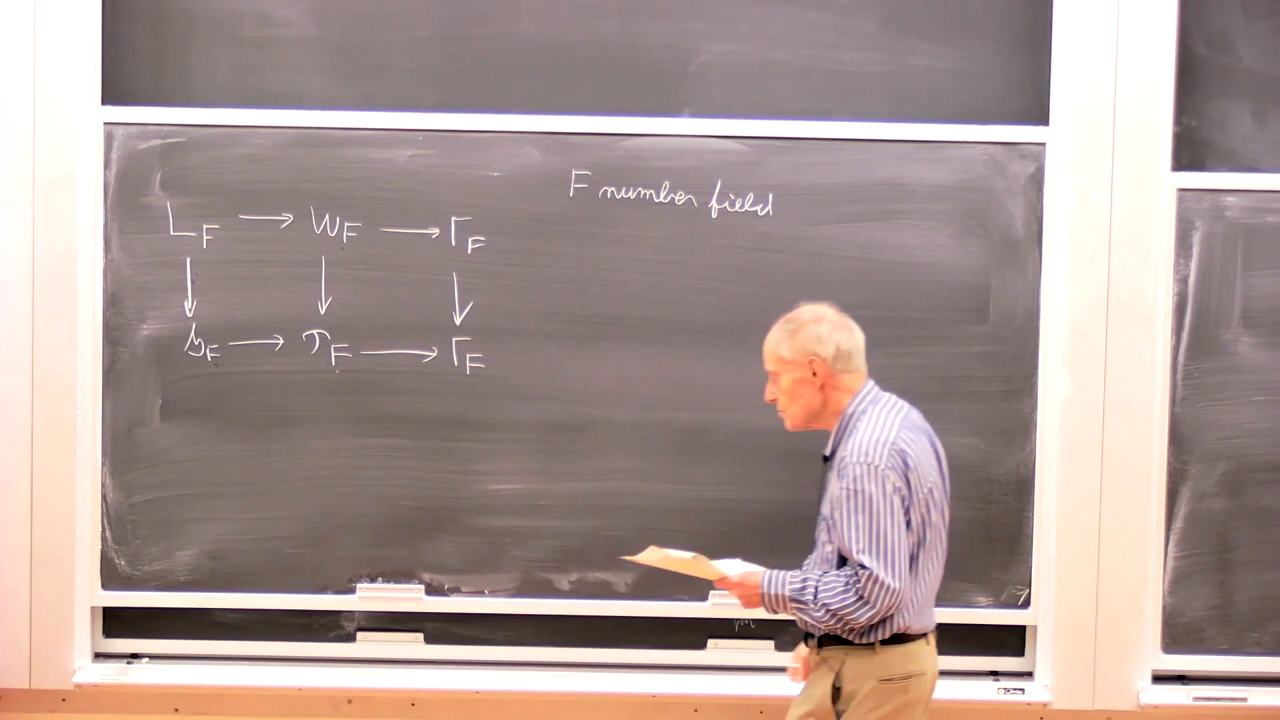 F number field
L_F → W_F → Γ_F
↓ ↓ ↓
𝒢_F → 𝒯_F → Γ_F